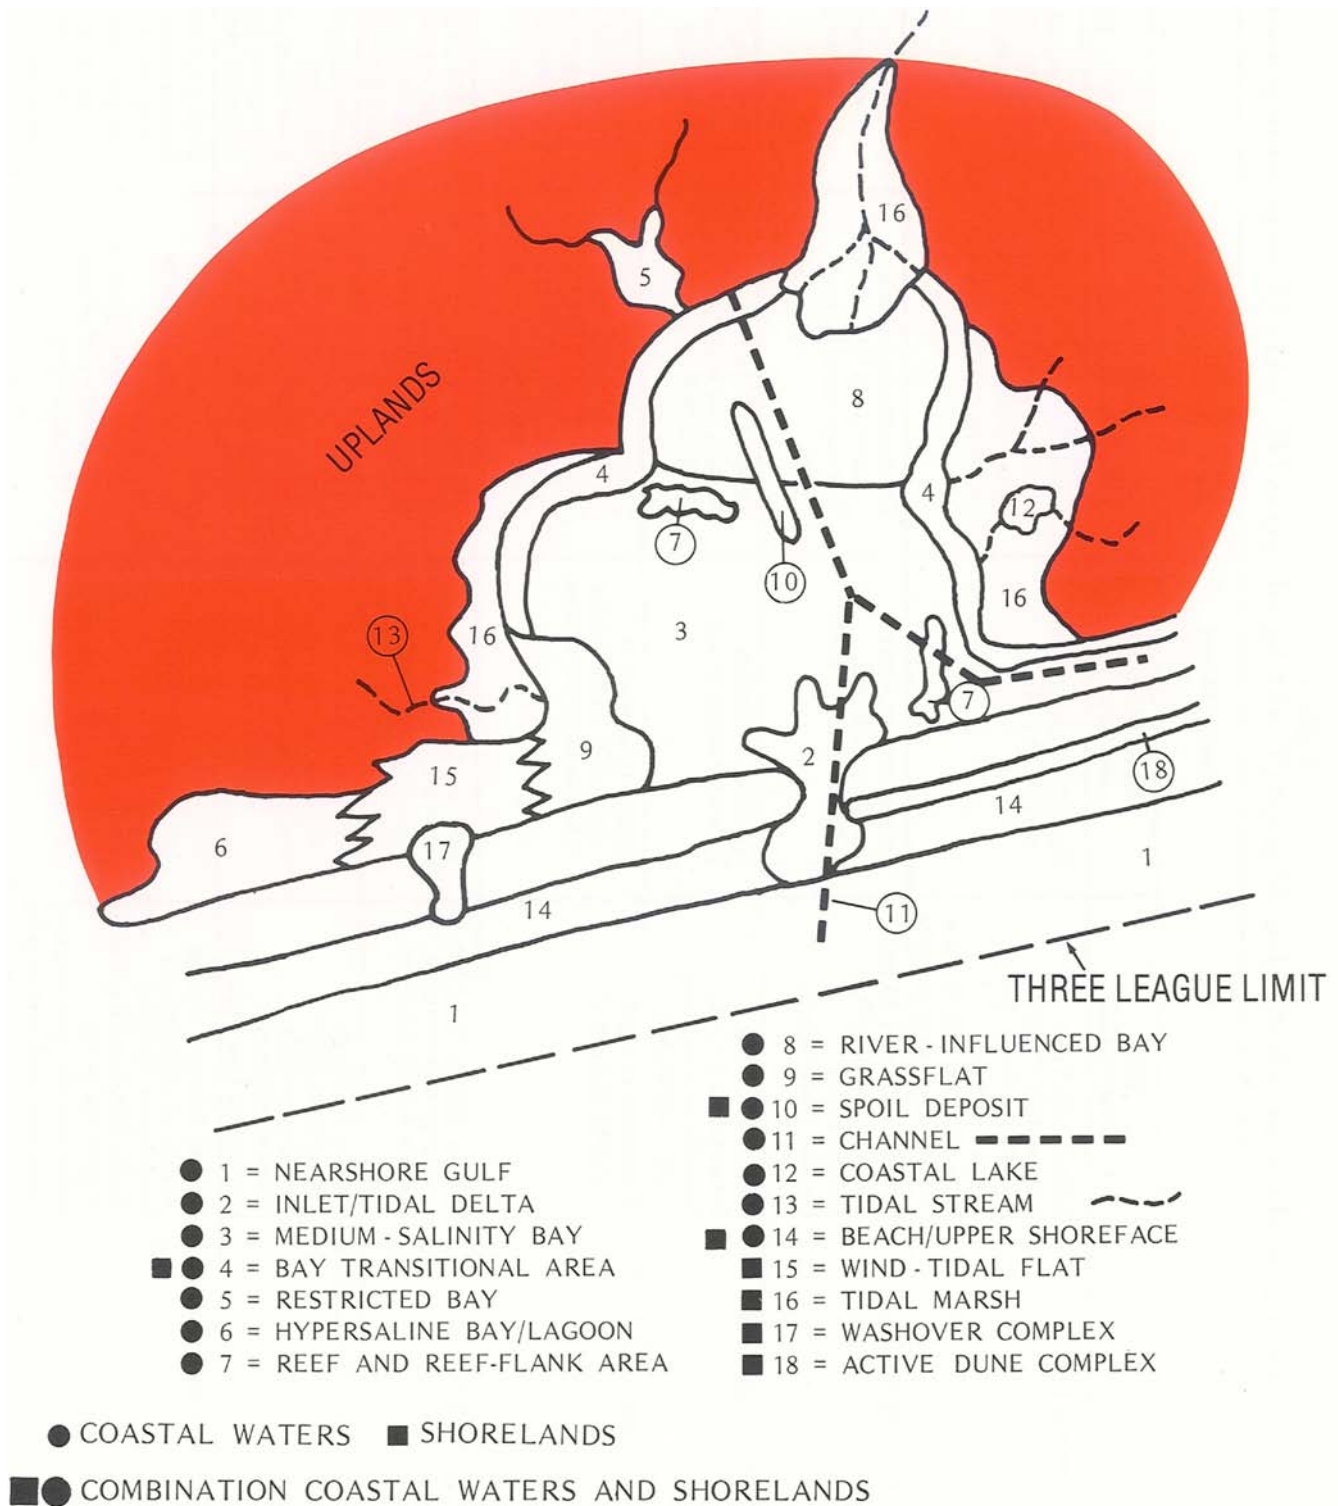 16
5
UPLANDS
8
4
4
12
7
10
16
13
16
3
7
9
2
15
18
14
6
17
1
14
11
THREE LEAGUE LIMIT
1
● 8 = RIVER-INFLUENCED BAY
● 9 = GRASSFLAT
■ ● 10 = SPOIL DEPOSIT
● 11 = CHANNEL
● 12 = COASTAL LAKE
● 13 = TIDAL STREAM
■ ● 14 = BEACH/UPPER SHOREFACE
■ 15 = WIND-TIDAL FLAT
■ 16 = TIDAL MARSH
■ 17 = WASHOVER COMPLEX
■ 18 = ACTIVE DUNE COMPLEX
● 1 = NEARSHORE GULF
● 2 = INLET/TIDAL DELTA
● 3 = MEDIUM-SALINITY BAY
■ ● 4 = BAY TRANSITIONAL AREA
● 5 = RESTRICTED BAY
● 6 = HYPERSALINE BAY/LAGOON
● 7 = REEF AND REEF-FLANK AREA
● COASTAL WATERS ■ SHORELANDS
■● COMBINATION COASTAL WATERS AND SHORELANDS